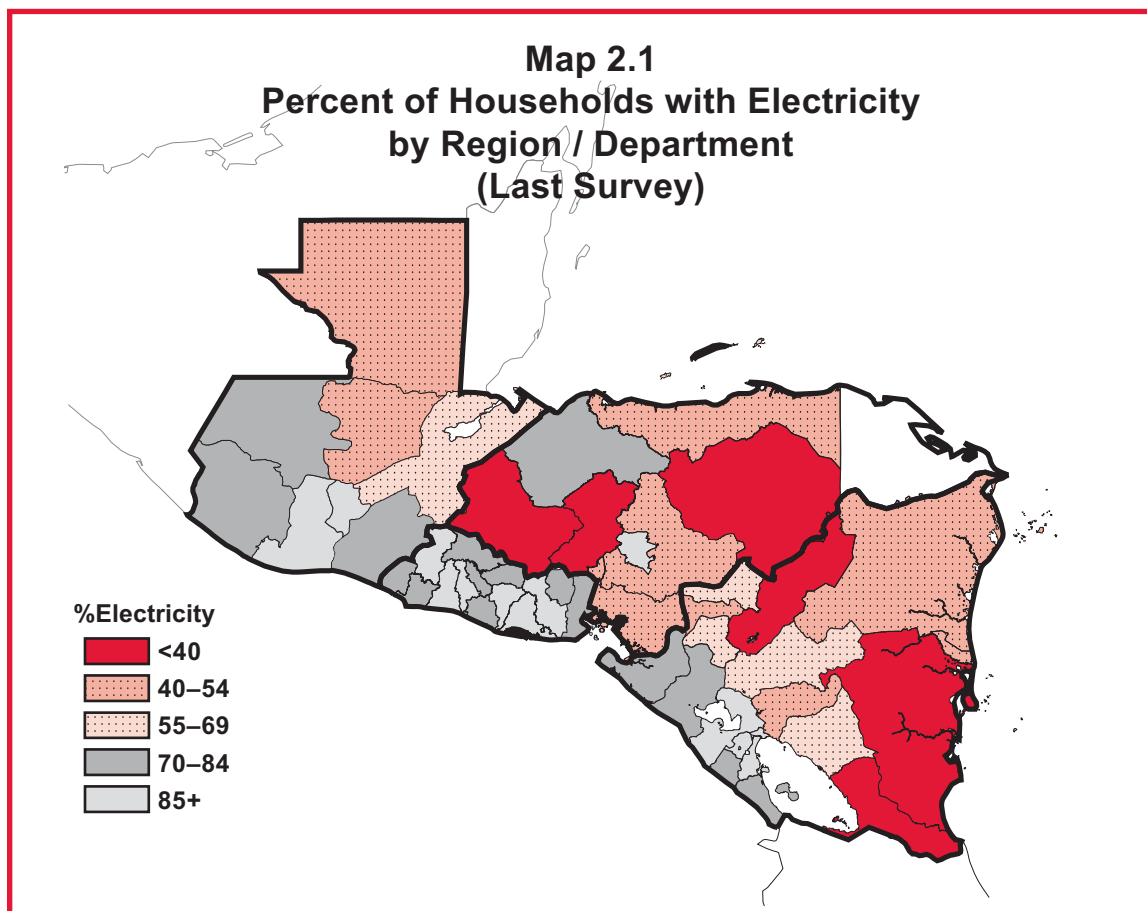 Map 2.1
Percent of Households with Electricity
by Region / Department
(Last Survey)
%Electricity
<40
40–54
55–69
70–84
85+